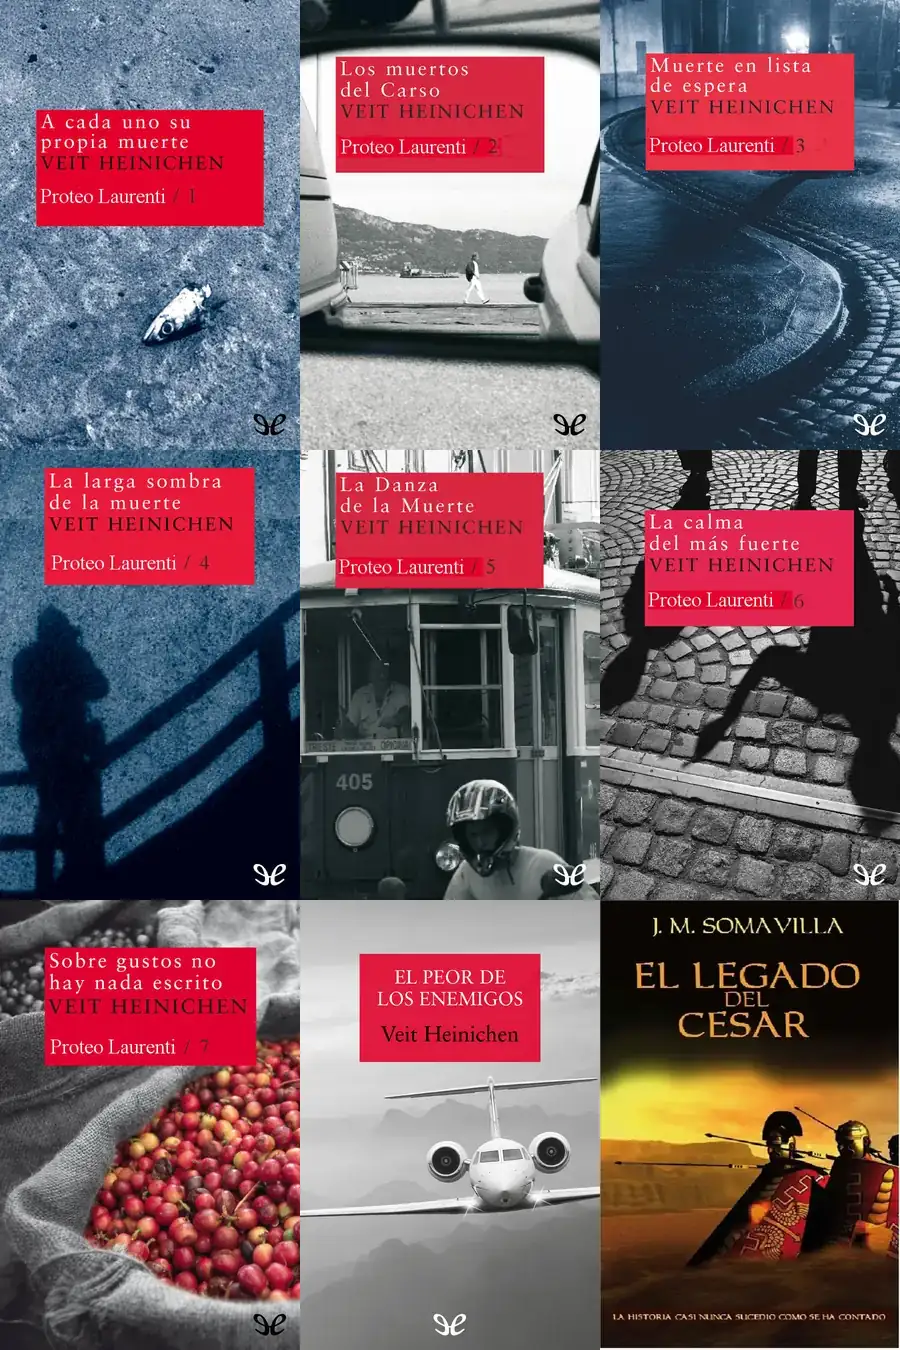 A cada uno su
propia muerte
VEIT HEINICHEN
Proteo Laurenti / 1
Los muertos
del Carso
VEIT HEINICHEN
Proteo Laurenti / 2
Muerte en lista
de espera
VEIT HEINICHEN
Proteo Laurenti / 3
La larga sombra
de la muerte
VEIT HEINICHEN
Proteo Laurenti / 4
La Danza
de la Muerte
VEIT HEINICHEN
Proteo Laurenti / 5
405
La calma
del más fuerte
VEIT HEINICHEN
Proteo Laurenti / 6
Sobre gustos no
hay nada escrito
VEIT HEINICHEN
Proteo Laurenti / 7
EL PEOR DE
LOS ENEMIGOS
Veit Heinichen
J. M. SOMAVILLA
EL LEGADO
DEL
CESAR
LA HISTORIA CASI NUNCA SUCEDIO COMO SE HA CONTADO